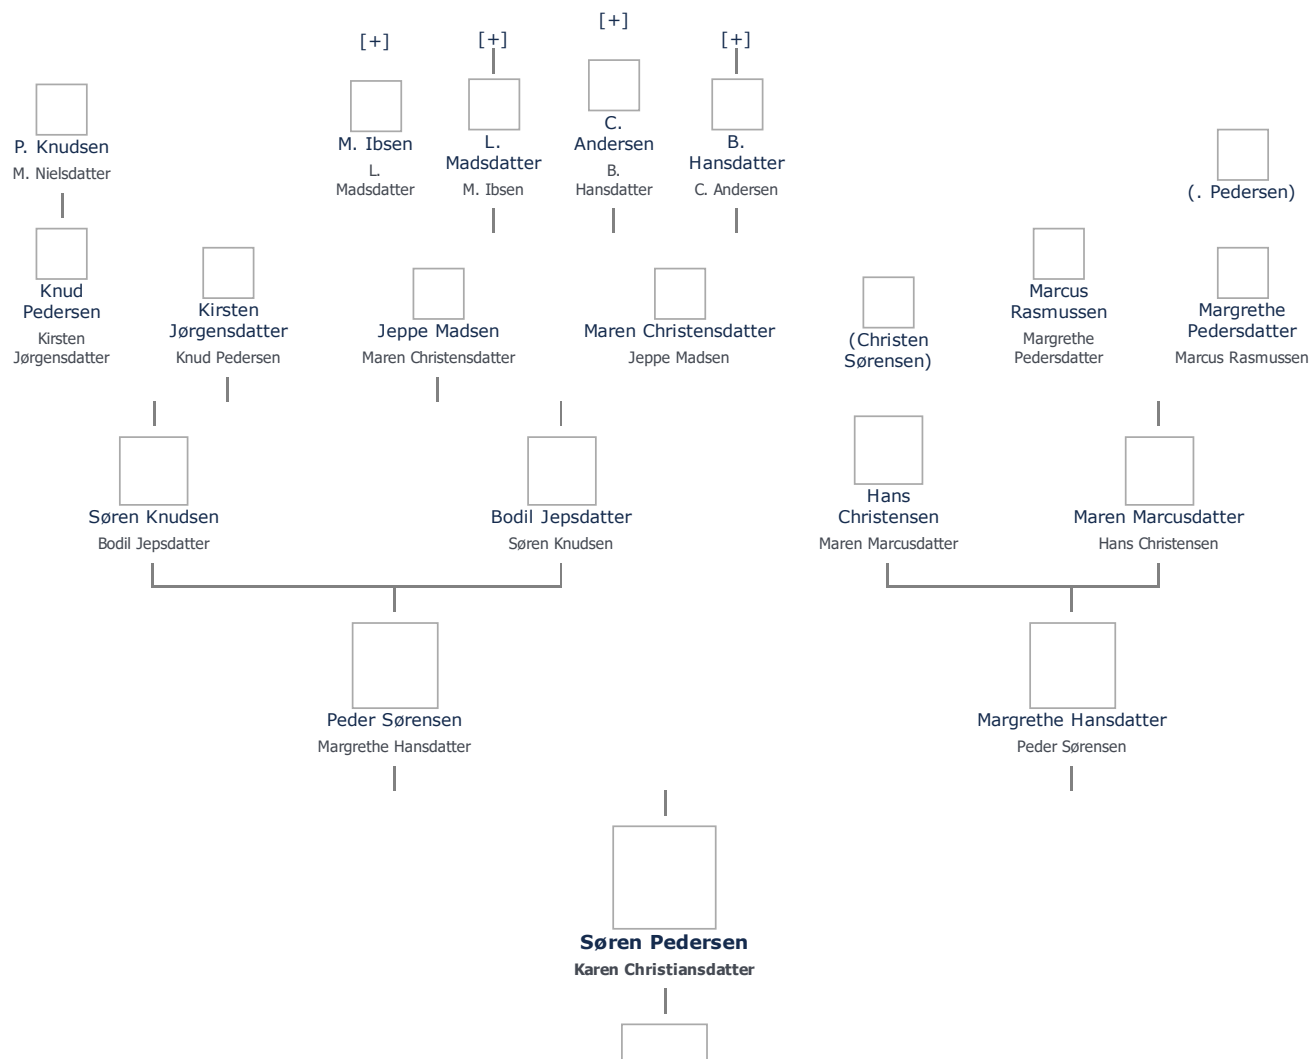 [+]
[+]
[+]
[+]
P. Knudsen
M. Nielsdatter
M. Ibsen
L.
Madsdatter
L.
Madsdatter
M. Ibsen
C.
Andersen
B.
Hansdatter
B.
Hansdatter
C. Andersen
(. Pedersen)
Knud
Pedersen
Kirsten
Jørgensdatter
Kirsten
Jørgensdatter
Knud Pedersen
Jeppe Madsen
Maren Christensdatter
Maren Christensdatter
Jeppe Madsen
(Christen
Sørensen)
Marcus
Rasmussen
Margrethe
Pedersdatter
Margrethe
Pedersdatter
Marcus Rasmussen
Søren Knudsen
Bodil Jepsdatter
Bodil Jepsdatter
Søren Knudsen
Hans
Christensen
Maren Marcusdatter
Maren Marcusdatter
Hans Christensen
Peder Sørensen
Margrethe Hansdatter
Margrethe Hansdatter
Peder Sørensen
Søren Pedersen
Karen Christiansdatter